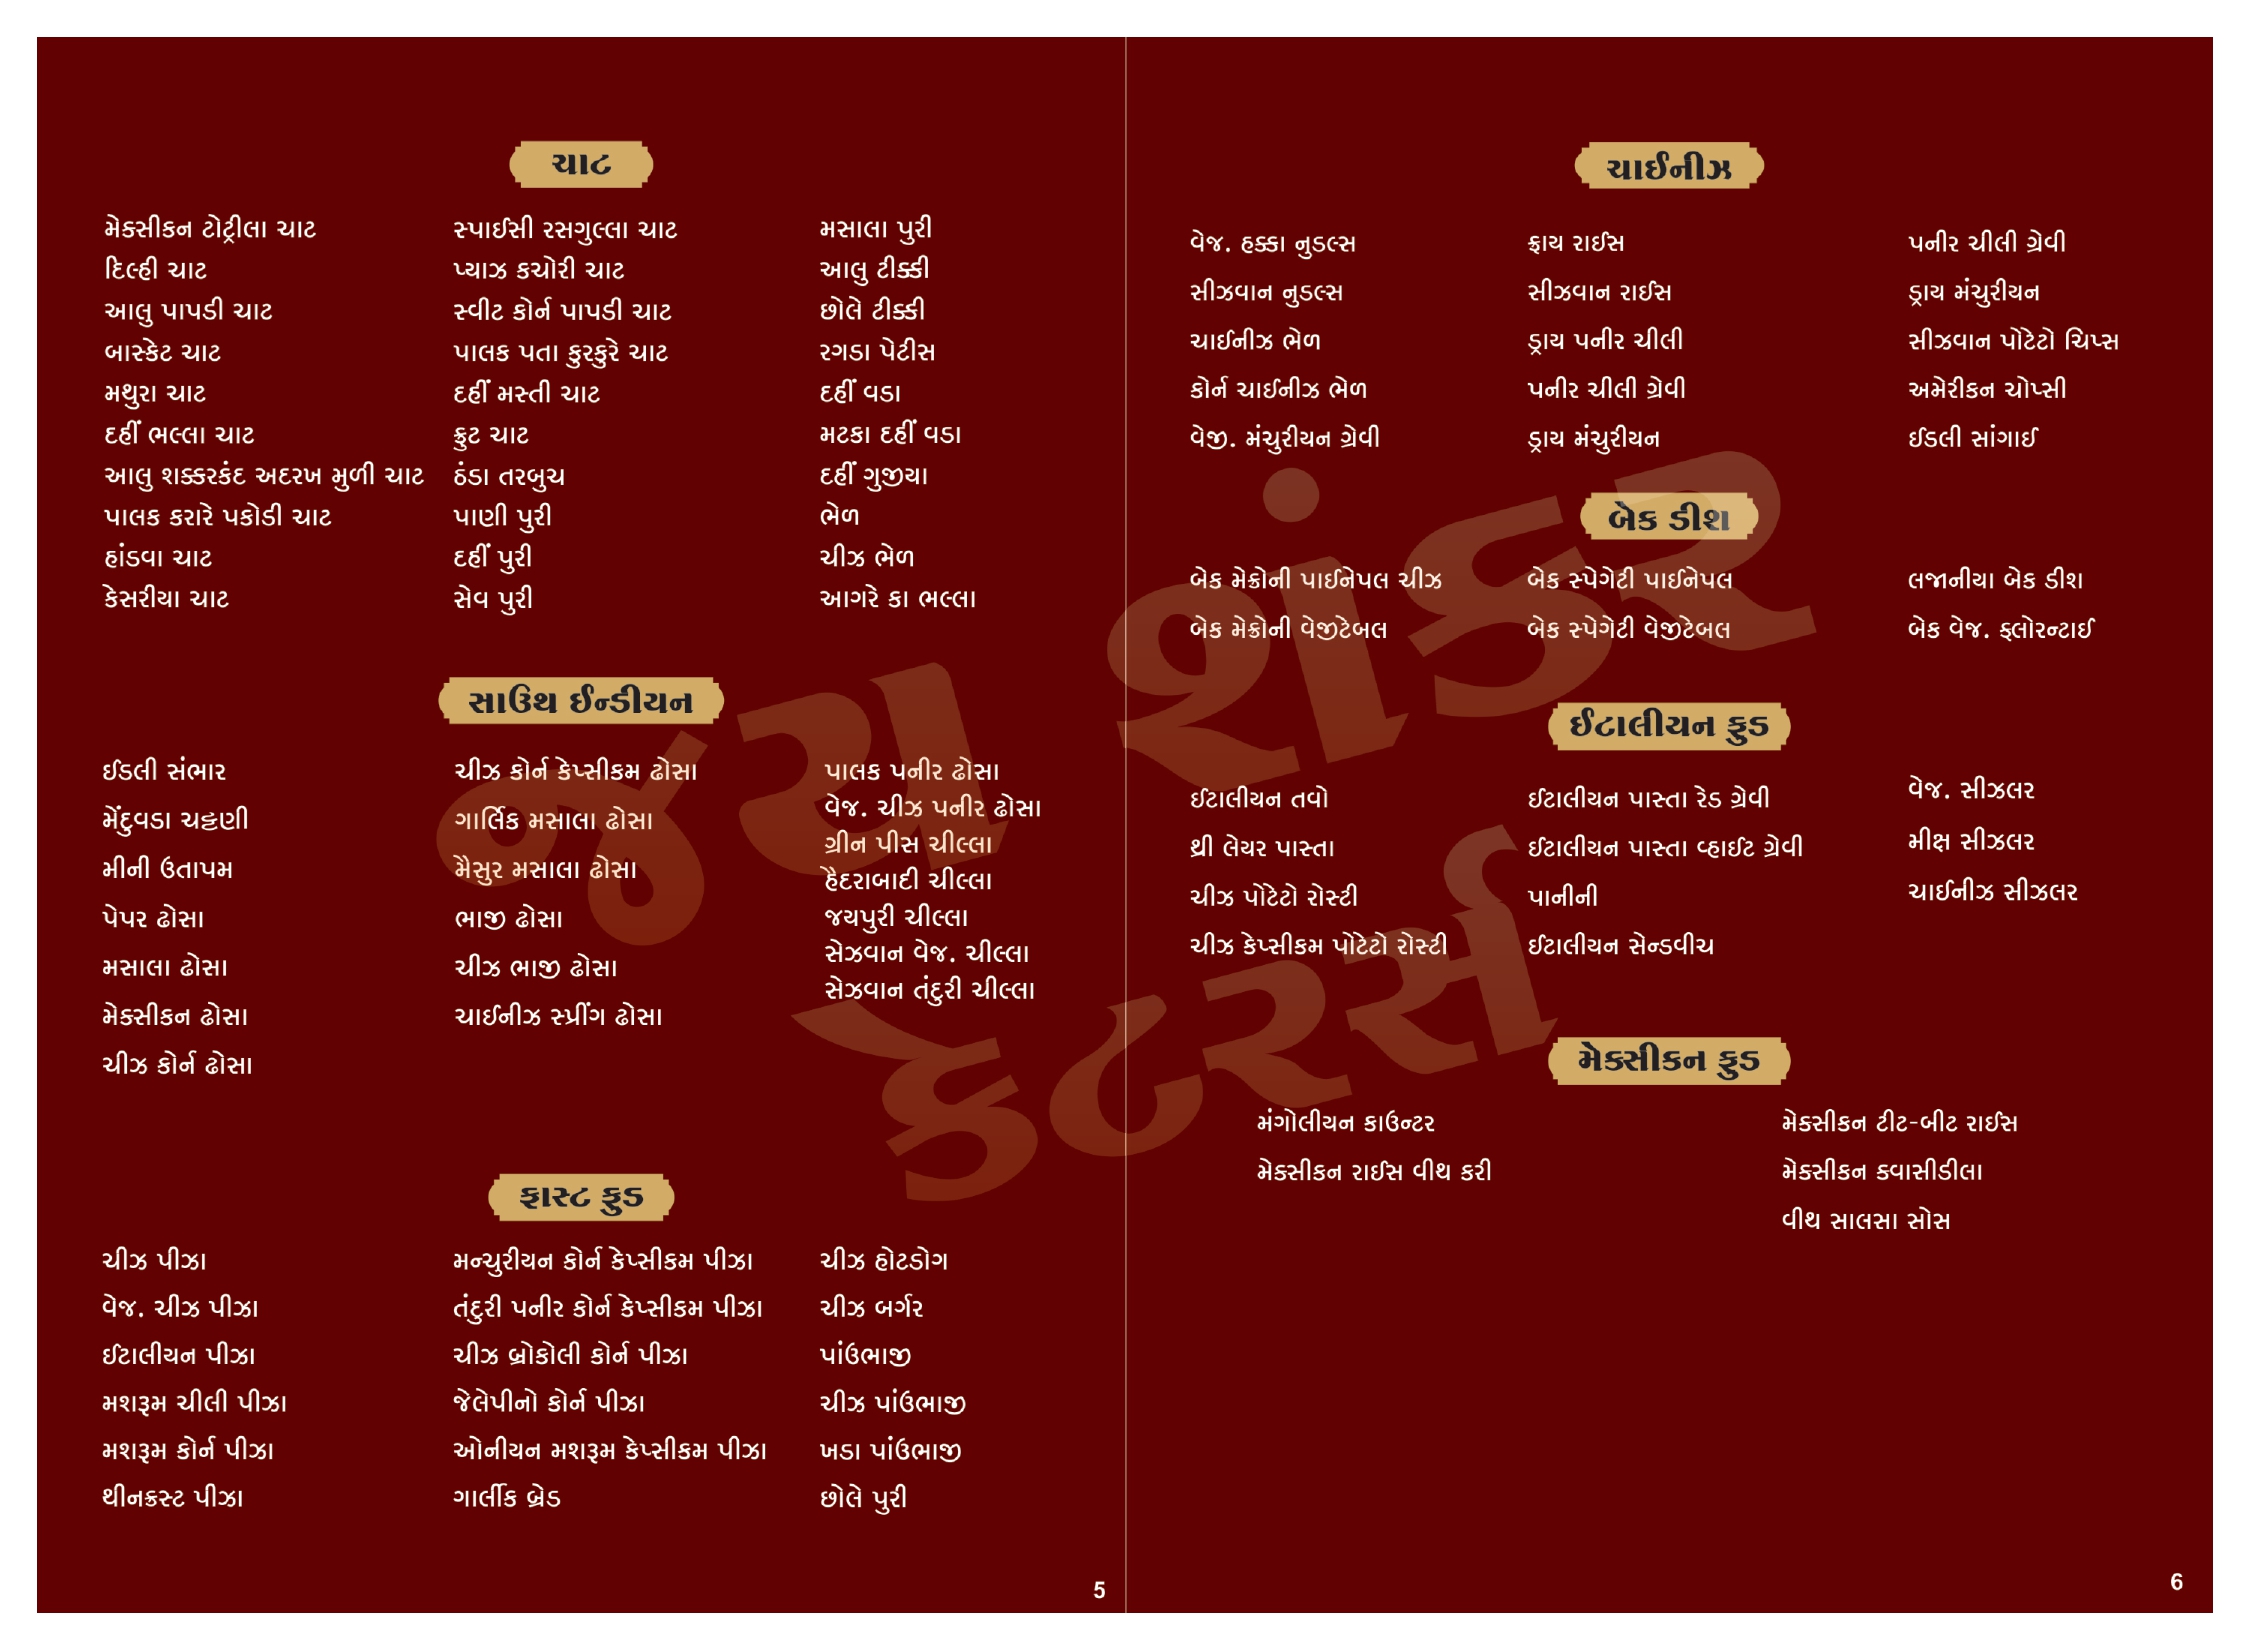 ચાટ
મેક્સીકન ટોટ્રીલા ચાટ
દિલ્હી ચાટ
આલુ પાપડી ચાટ
બાસ્કેટ ચાટ
મથુરા ચાટ
દહીં ભલ્લા ચાટ
આલુ શક્કરકંદ અદરખ મુળી ચાટ
પાલક કરારે પકોડી ચાટ
હાંડવા ચાટ
કેસરીયા ચાટ
સ્પાઈસી રસગુલ્લા ચાટ
પ્યાઝ કચોરી ચાટ
સ્વીટ કોર્ન પાપડી ચાટ
પાલક પતા કુરકુરે ચાટ
દહીં મસ્તી ચાટ
ફ્રુટ ચાટ
ઠંડા તરબુચ
પાણી પુરી
દહીં પુરી
સેવ પુરી
મસાલા પુરી
આલુ ટીક્કી
છોલે ટીક્કી
રગડા પેટીસ
દહીં વડા
મટકા દહીં વડા
દહીં ગુજીયા
ભેળ
ચીઝ ભેળ
આગરે કા ભલ્લા
સાઉથ ઈન્ડીયન
ઈડલી સંભાર
મેંદુવડા ચટ્ટણી
મીની ઉતાપમ
પેપર ઢોસા
મસાલા ઢોસા
મેક્સીકન ઢોસા
ચીઝ કોર્ન ઢોસા
ચીઝ કોર્ન કેપ્સીકમ ઢોસા
ગાર્લિક મસાલા ઢોસા
મૈસુર મસાલા ઢોસા
ભાજી ઢોસા
ચીઝ ભાજી ઢોસા
ચાઈનીઝ સ્પ્રીંગ ઢોસા
પાલક પનીર ઢોસા
વેજ. ચીઝ પનીર ઢોસા
ગ્રીન પીસ ચીલ્લા
હૈદરાબાદી ચીલ્લા
જયપુરી ચીલ્લા
સેઝવાન વેજ. ચીલ્લા
સેઝવાન તંદુરી ચીલ્લા
ફાસ્ટ ફુડ
ચીઝ પીઝા
વેજ. ચીઝ પીઝા
ઈટાલીયન પીઝા
મશરૂમ ચીલી પીઝા
મશરૂમ કોર્ન પીઝા
થીનક્રસ્ટ પીઝા
મન્ચુરીયન કોર્ન કેપ્સીકમ પીઝા
તંદુરી પનીર કોર્ન કેપ્સીકમ પીઝા
ચીઝ બ્રોકોલી કોર્ન પીઝા
જેલેપીનો કોર્ન પીઝા
ઓનીયન મશરૂમ કેપ્સીકમ પીઝા
ગાર્લીક બ્રેડ
ચીઝ હોટડોગ
ચીઝ બર્ગર
પાંઉભાજી
ચીઝ પાંઉભાજી
ખડા પાંઉભાજી
છોલે પુરી
5
ચાઈનીઝ
વેજ. હક્કા નુડલ્સ
સીઝવાન નુડલ્સ
ચાઈનીઝ ભેળ
કોર્ન ચાઈનીઝ ભેળ
વેજી. મંચુરીયન ગ્રેવી
ફ્રાય રાઈસ
સીઝવાન રાઈસ
ડ્રાય પનીર ચીલી
પનીર ચીલી ગ્રેવી
ડ્રાય મંચુરીયન
પનીર ચીલી ગ્રેવી
ડ્રાય મંચુરીયન
સીઝવાન પોટેટો ચિપ્સ
અમેરીકન ચોપ્સી
ઈડલી સાંગાઈ
બેક ડીશ
બેક મેક્રોની પાઈનેપલ ચીઝ
બેક મેક્રોની વેજીટેબલ
બેક સ્પેગેટી પાઈનેપલ
બેક સ્પેગેટી વેજીટેબલ
લજાનીયા બેક ડીશ
બેક વેજ. ફ્લોરન્ટાઈ
ઈટાલીયન ફુડ
ઈટાલીયન તવો
થ્રી લેયર પાસ્તા
ચીઝ પોટેટો રોસ્ટી
ચીઝ કેપ્સીકમ પોટેટો રોસ્ટી
ઈટાલીયન પાસ્તા રેડ ગ્રેવી
ઈટાલીયન પાસ્તા વ્હાઈટ ગ્રેવી
પાનીની
ઈટાલીયન સેન્ડવીચ
વેજ. સીઝલર
મીક્ષ સીઝલર
ચાઈનીઝ સીઝલર
મેક્સીકન ફુડ
મંગોલીયન કાઉન્ટર
મેક્સીકન રાઈસ વીથ કરી
મેક્સીકન ટીટ-બીટ રાઈસ
મેક્સીકન ક્વાસીડીલા
વીથ સાલસા સોસ
6
જય શંકર
કેટરર્સ